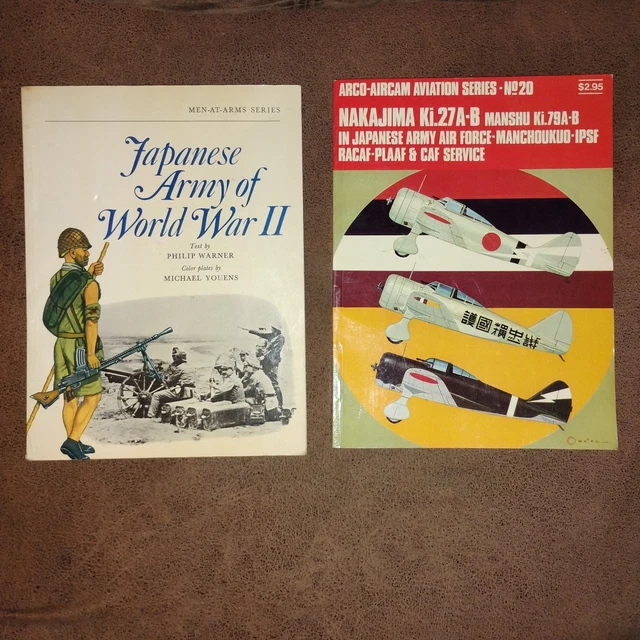 MEN-AT-ARMS SERIES
Japanese
Army of
World War II
Text by
PHILIP WARNER
Color plates by
MICHAEL YOUENS
ARCO-AIRCAM AVIATION SERIES · Nº20
$2.95
NAKAJIMA Ki.27A-B MANSHU Ki.79A-B
IN JAPANESE ARMY AIR FORCE·MANCHOUKUO·IPSF
RACAF·PLAAF & CAF SERVICE
護國